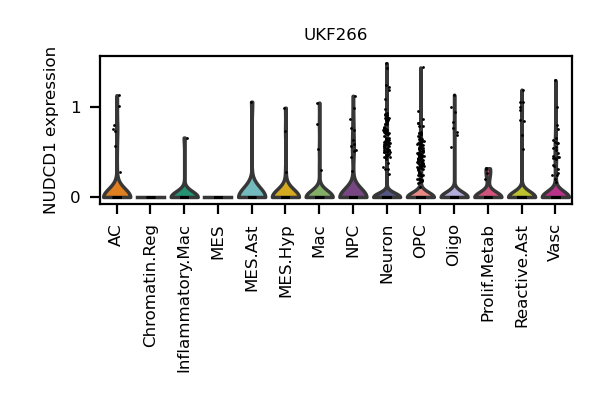 UKF266
NUDCD1 expression
1
0
AC
Chromatin.Reg
Inflammatory.Mac
MES
MES.Ast
MES.Hyp
Mac
NPC
Neuron
OPC
Oligo
Prolif.Metab
Reactive.Ast
Vasc